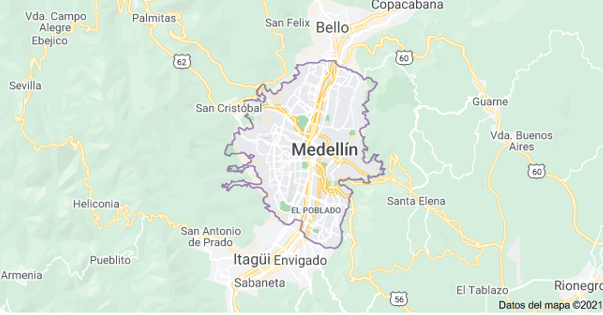 Copacabana
Vda. Campo
Alegre
Ebejico
Palmitas
San Felix
Bello
62
60
Sevilla
San Cristóbal
Guarne
Vda. Buenos
Aires
Medellín
60
Santa Elena
Heliconia
EL POBLADO
San Antonio
de Prado
Pueblito
Itagüi
Envigado
Armenia
Sabaneta
56
El Tablazo
Rionegro
Datos del mapa ©2021